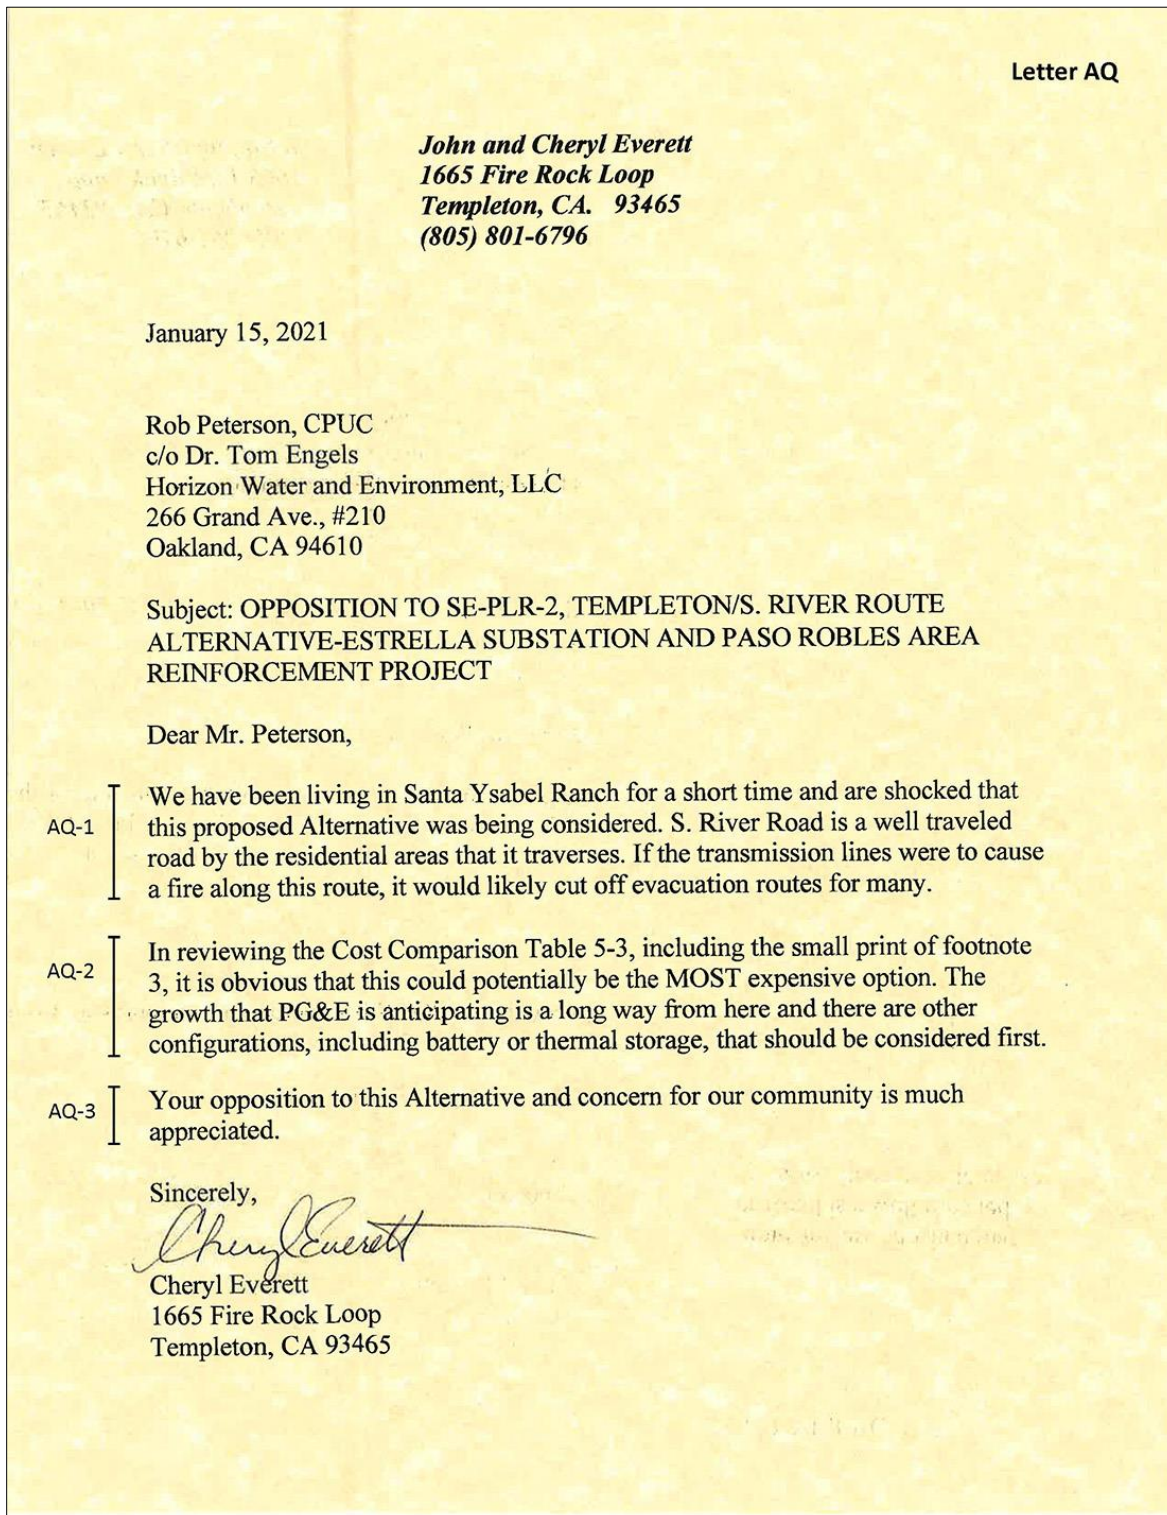 Letter AQ
John and Cheryl Everett
1665 Fire Rock Loop
Templeton, CA.   93465
(805) 801-6796
January 15, 2021
Rob Peterson, CPUC
c/o Dr. Tom Engels
Horizon Water and Environment, LLC
266 Grand Ave., #210
Oakland, CA 94610
Subject: OPPOSITION TO SE-PLR-2, TEMPLETON/S. RIVER ROUTE
ALTERNATIVE-ESTRELLA SUBSTATION AND PASO ROBLES AREA
REINFORCEMENT PROJECT
Dear Mr. Peterson,
AQ-1
We have been living in Santa Ysabel Ranch for a short time and are shocked that
this proposed Alternative was being considered. S. River Road is a well traveled
road by the residential areas that it traverses. If the transmission lines were to cause
a fire along this route, it would likely cut off evacuation routes for many.
AQ-2
In reviewing the Cost Comparison Table 5-3, including the small print of footnote
3, it is obvious that this could potentially be the MOST expensive option. The
growth that PG&E is anticipating is a long way from here and there are other
configurations, including battery or thermal storage, that should be considered first.
AQ-3
Your opposition to this Alternative and concern for our community is much
appreciated.
Sincerely,
Cheryl Everett
Cheryl Everett
1665 Fire Rock Loop
Templeton, CA 93465